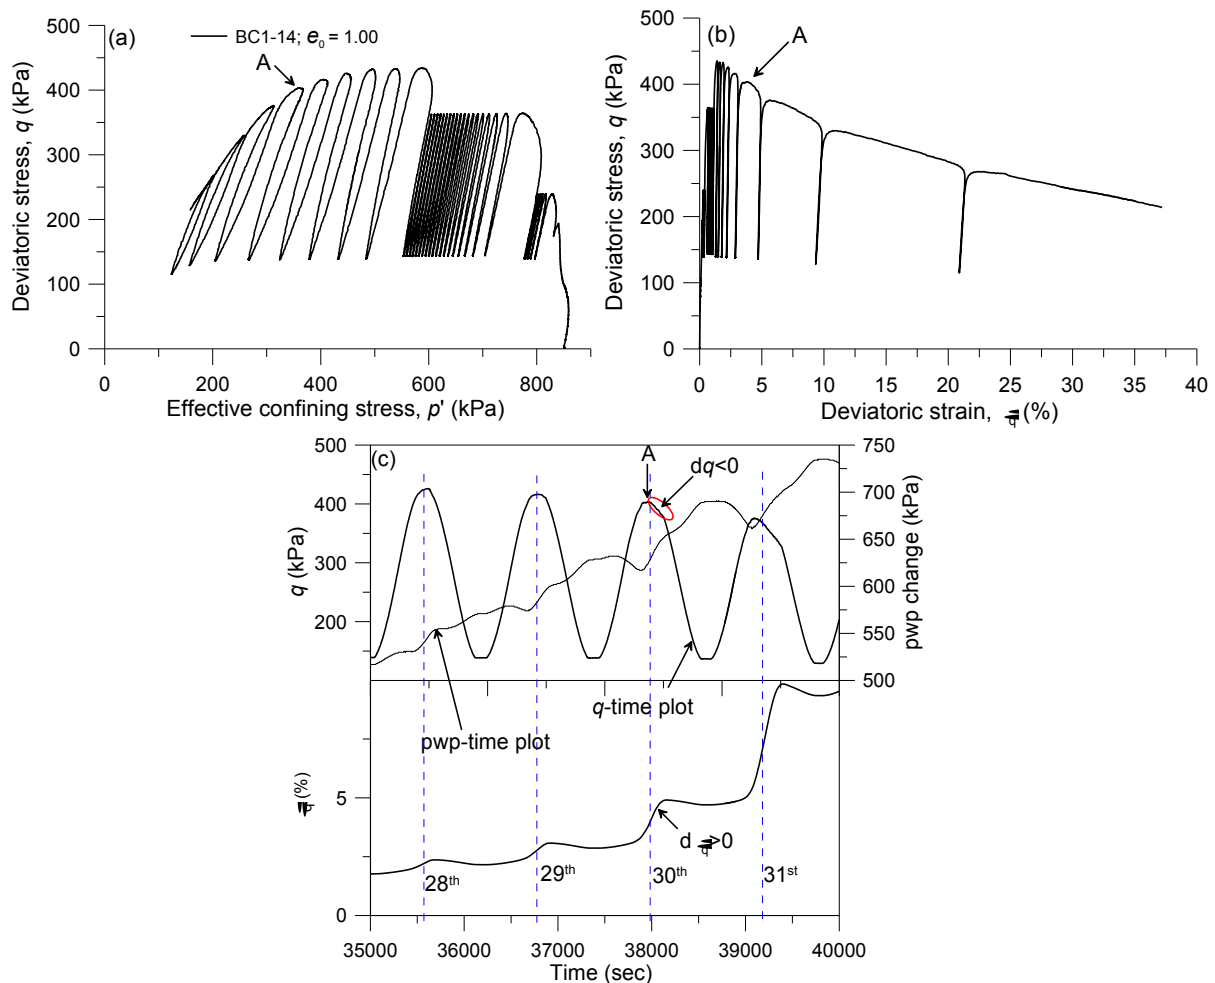 (a)
BC1-14; e₀ = 1.00
A
500
400
300
200
100
0
Deviatoric stress, q (kPa)
0 200 400 600 800
Effective confining stress, p' (kPa)
(b)
A
500
400
300
200
100
0
Deviatoric stress, q (kPa)
0 5 10 15 20 25 30 35 40
Deviatoric strain, q (%)
(c)
A
dq<0
500
400
300
200
q (kPa)
750
700
650
600
550
500
pwp change (kPa)
q-time plot
pwp-time plot
5
0
q (%)
d q>0
28th
29th
30th
31st
35000 36000 37000 38000 39000 40000
Time (sec)